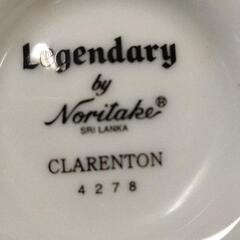 Legendary
by
Noritake®
SRI LANKA
CLARENTON
4278